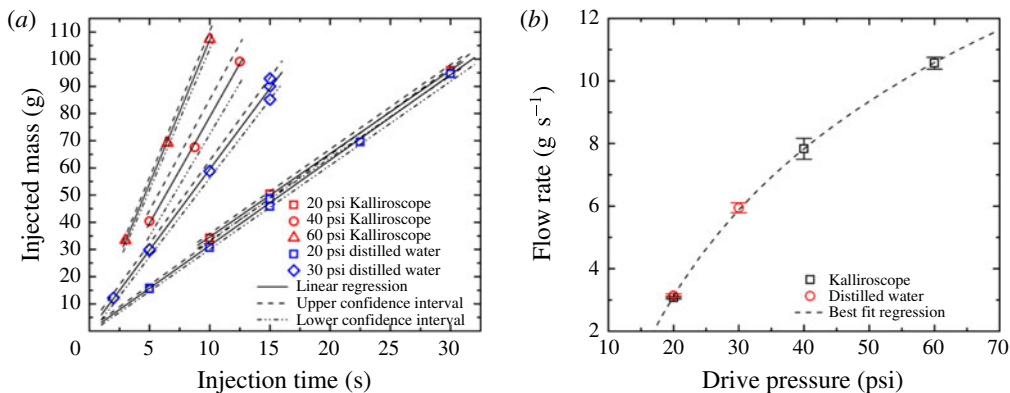 (a)
110
100
90
80
70
60
50
40
30
20
10
0
5
10
15
20
25
30
Injected mass (g)
Injection time (s)
20 psi Kalliroscope
40 psi Kalliroscope
60 psi Kalliroscope
20 psi distilled water
30 psi distilled water
Linear regression
Upper confidence interval
Lower confidence interval
(b)
12
10
8
6
4
2
10
20
30
40
50
60
70
Flow rate (g s⁻¹)
Drive pressure (psi)
Kalliroscope
Distilled water
Best fit regression